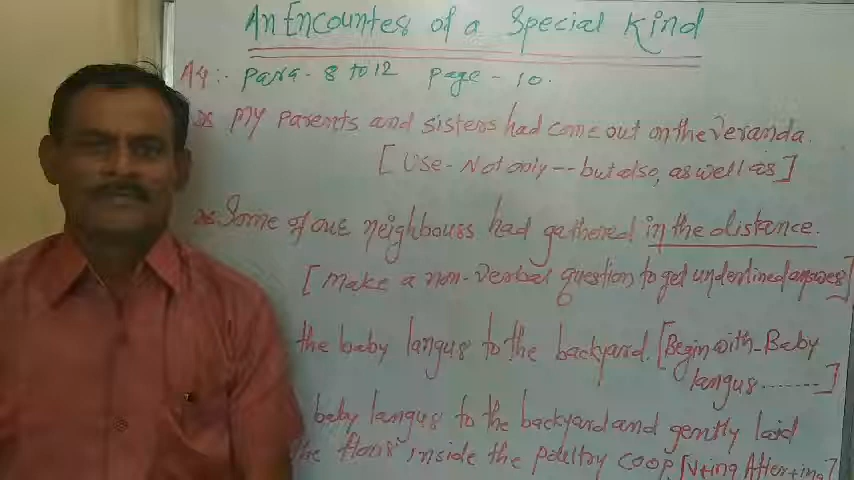 An Encounter of a Special Kind
A4:- Para - 8 to 12 Page - 10.
My Parents and sisters had come out on the Veranda.
[Use - Not only -- but also, as well as]
Some of our neighbours had gathered in the distance.
[Make a non-verbal question to get underlined answer]
the baby langur to the backyard. [Begin with - Baby
langur .......]
baby langur to the backyard and gently laid
the floor inside the poultry coop. [V+ing After+ing]